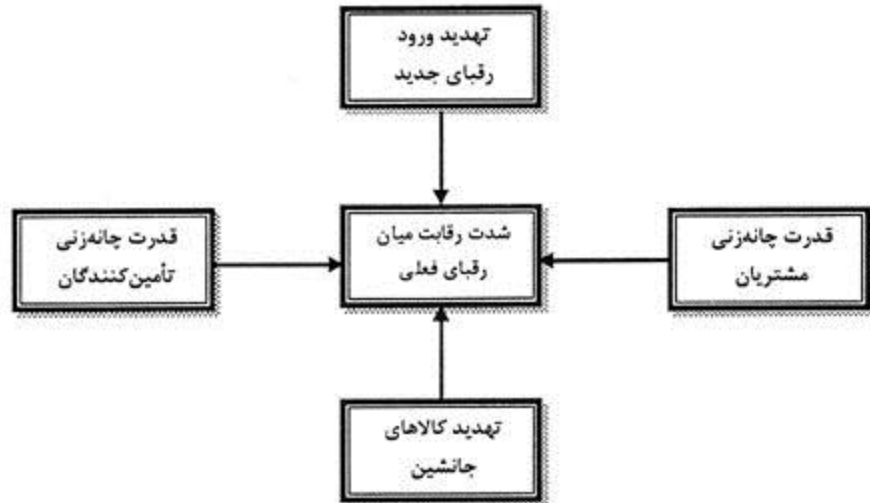 تهدید ورود
رقبای جدید
قدرت چانه‌زنی
مشتریان
شدت رقابت میان
رقبای فعلی
قدرت چانه‌زنی
تأمین‌کنندگان
تهدید کالاهای
جانشین